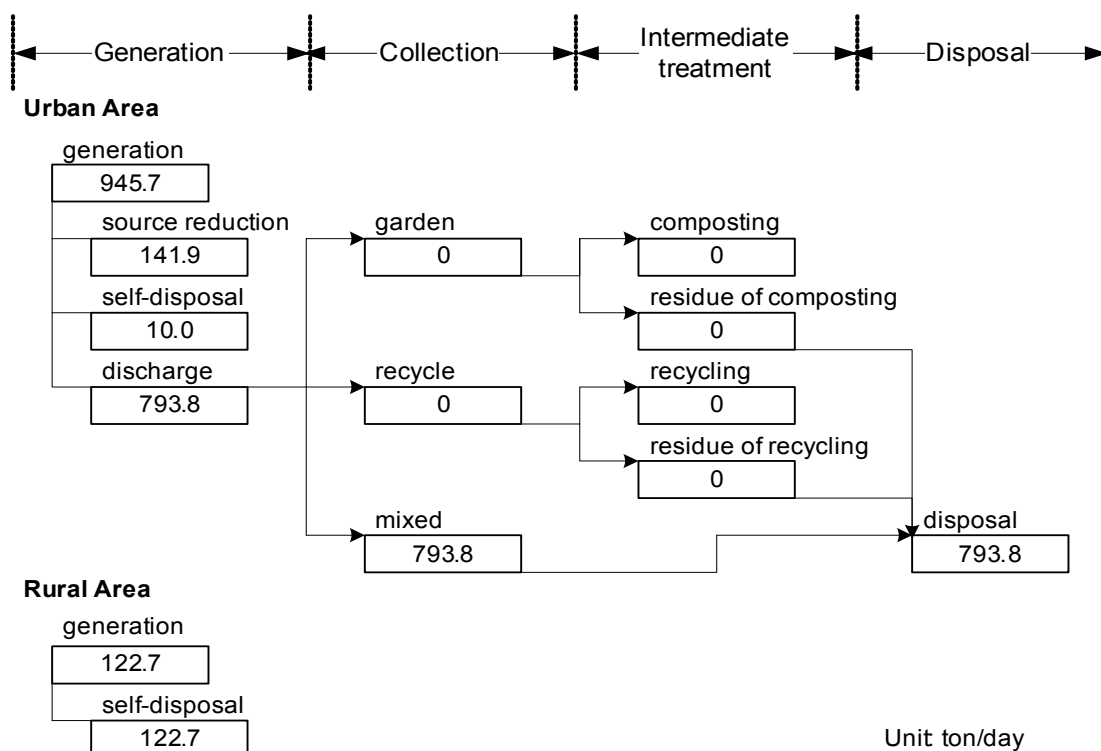 Generation Collection Intermediate treatment Disposal
Urban Area
generation
945.7
source reduction garden composting
141.9 0 0
self-disposal residue of composting
10.0 0
discharge recycle recycling
793.8 0 0
residue of recycling
0
mixed disposal
793.8 793.8
Rural Area
generation
122.7
self-disposal
122.7 Unit ton/day